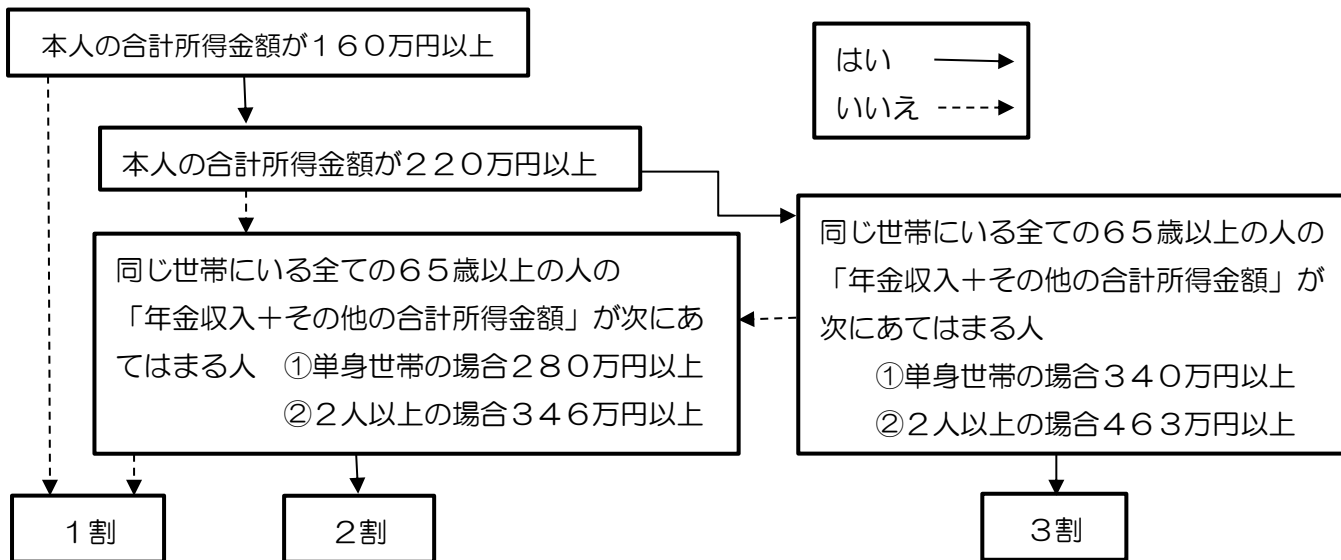 本人の合計所得金額が１６０万円以上
はい
いいえ
本人の合計所得金額が２２０万円以上
同じ世帯にいる全ての６５歳以上の人の
「年金収入＋その他の合計所得金額」が次にあ
てはまる人　①単身世帯の場合２８０万円以上
②２人以上の場合３４６万円以上
同じ世帯にいる全ての６５歳以上の人の
「年金収入＋その他の合計所得金額」が
次にあてはまる人
①単身世帯の場合３４０万円以上
②２人以上の場合４６３万円以上
１割
２割
３割